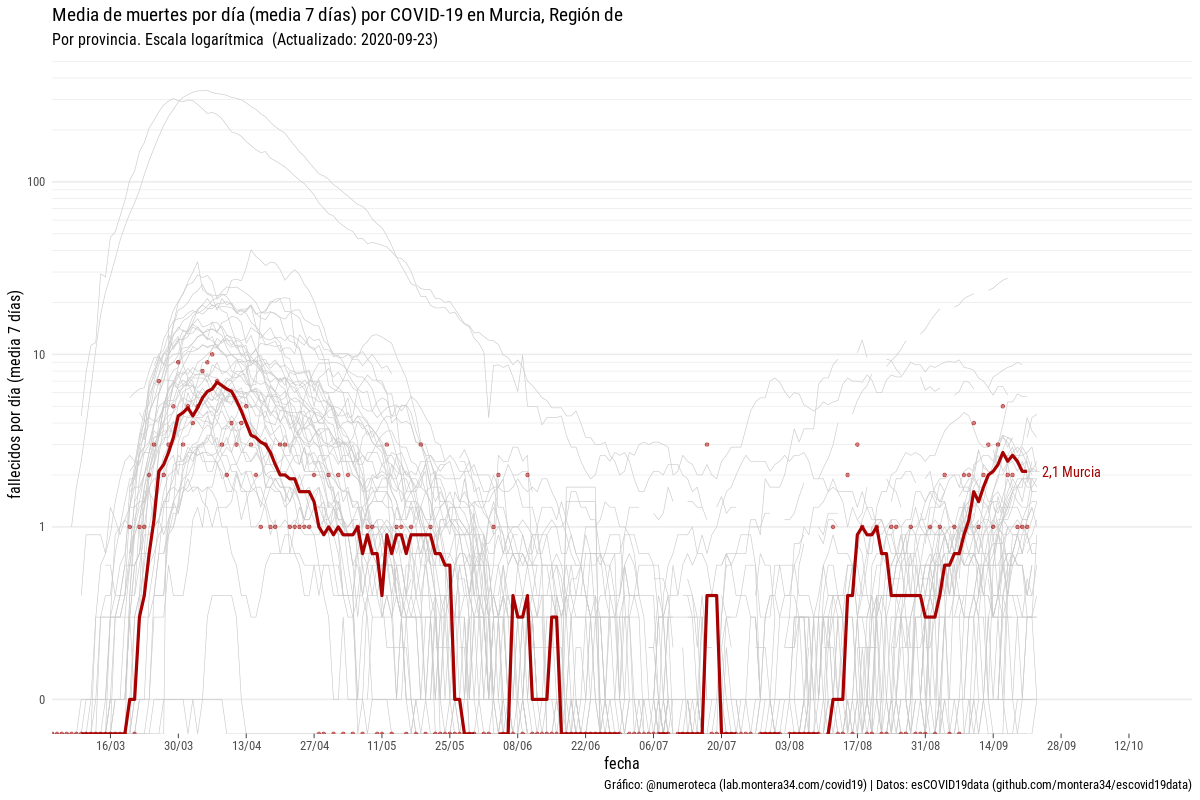 Media de muertes por día (media 7 días) por COVID-19 en Murcia, Región de
Por provincia. Escala logarítmica  (Actualizado: 2020-09-23)
fallecidos por día (media 7 días)
100
10
1
0
2,1 Murcia
16/03 30/03 13/04 27/04 11/05 25/05 08/06 22/06 06/07 20/07 03/08 17/08 31/08 14/09 28/09 12/10
fecha
Gráfico: @numeroteca (lab.montera34.com/covid19) | Datos: esCOVID19data (github.com/montera34/escovid19data)